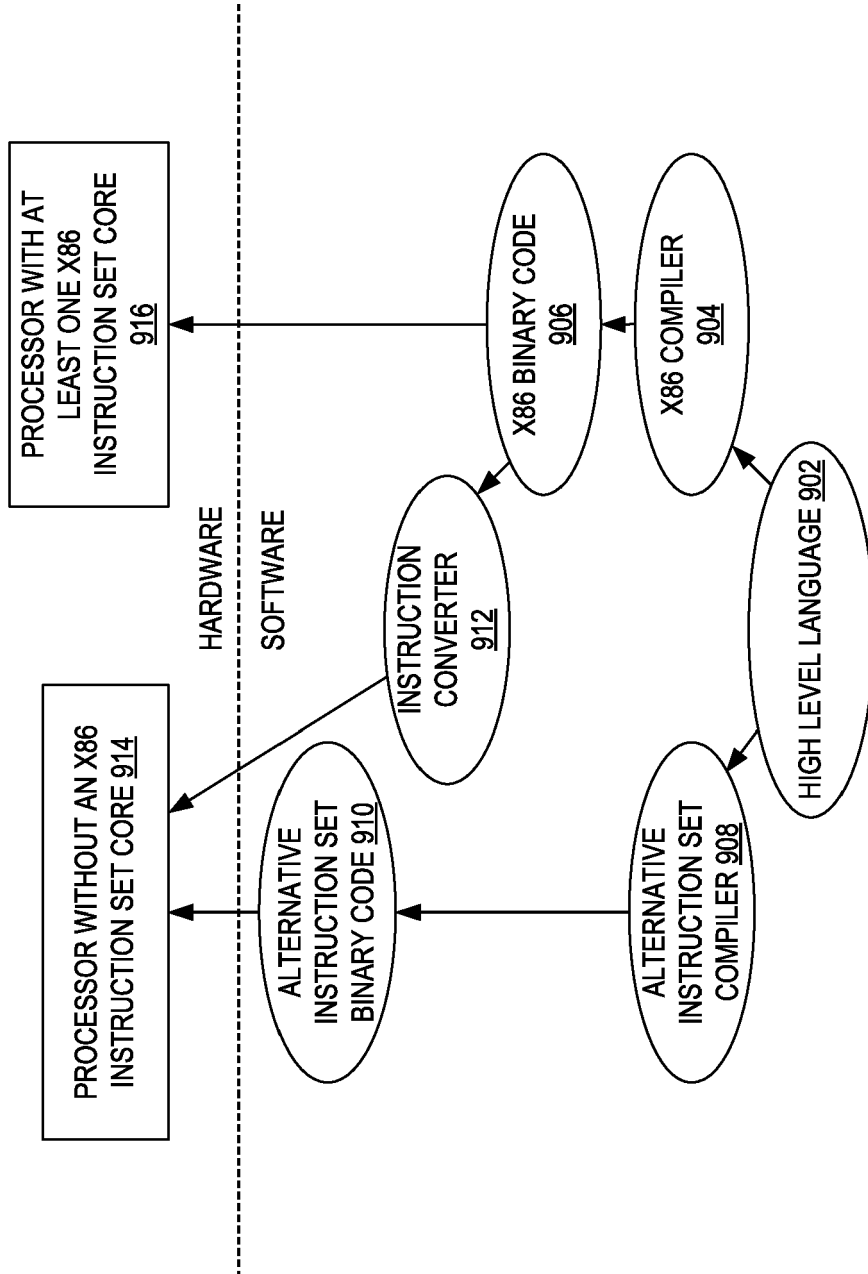 PROCESSOR WITHOUT AN X86
INSTRUCTION SET CORE 914
PROCESSOR WITH AT
LEAST ONE X86
INSTRUCTION SET CORE
916
HARDWARE
SOFTWARE
ALTERNATIVE
INSTRUCTION SET
BINARY CODE 910
INSTRUCTION
CONVERTER
912
X86 BINARY CODE
906
ALTERNATIVE
INSTRUCTION SET
COMPILER 908
X86 COMPILER
904
HIGH LEVEL LANGUAGE 902